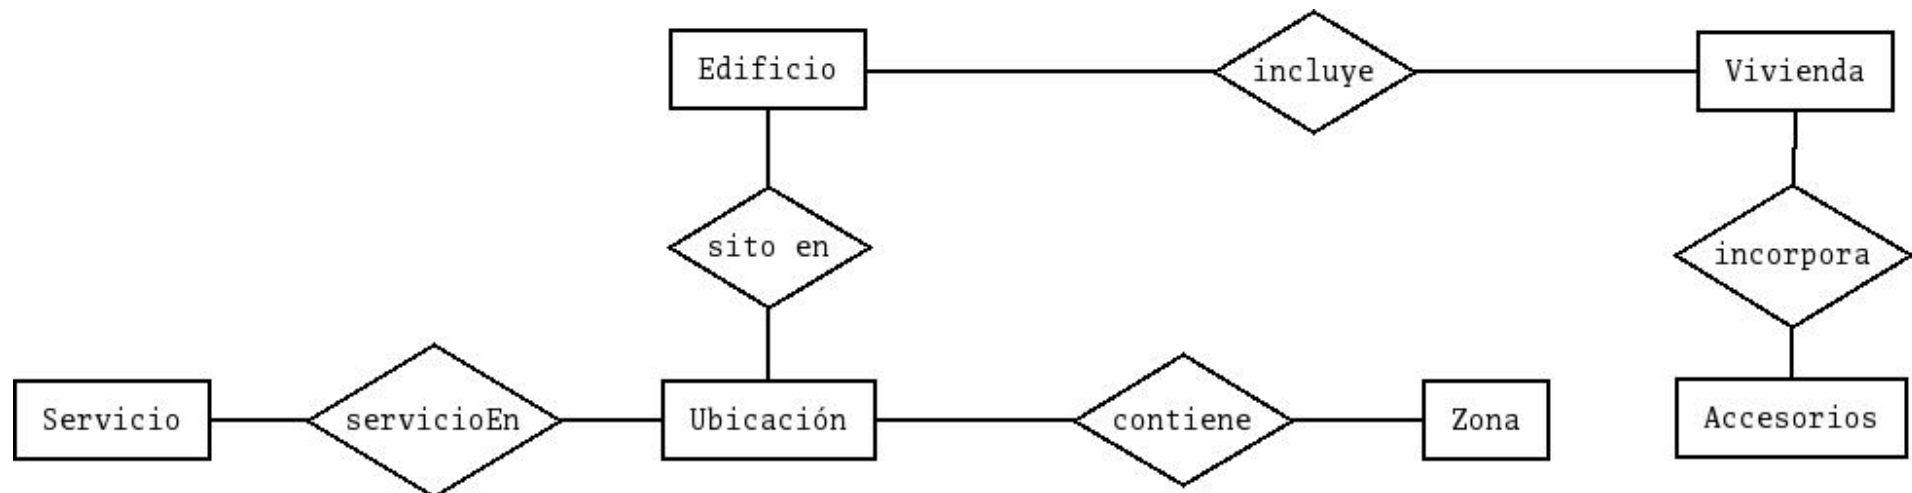 Edificio
incluye
Vivienda
sito en
incorpora
Servicio
servicioEn
Ubicación
contiene
Zona
Accesorios